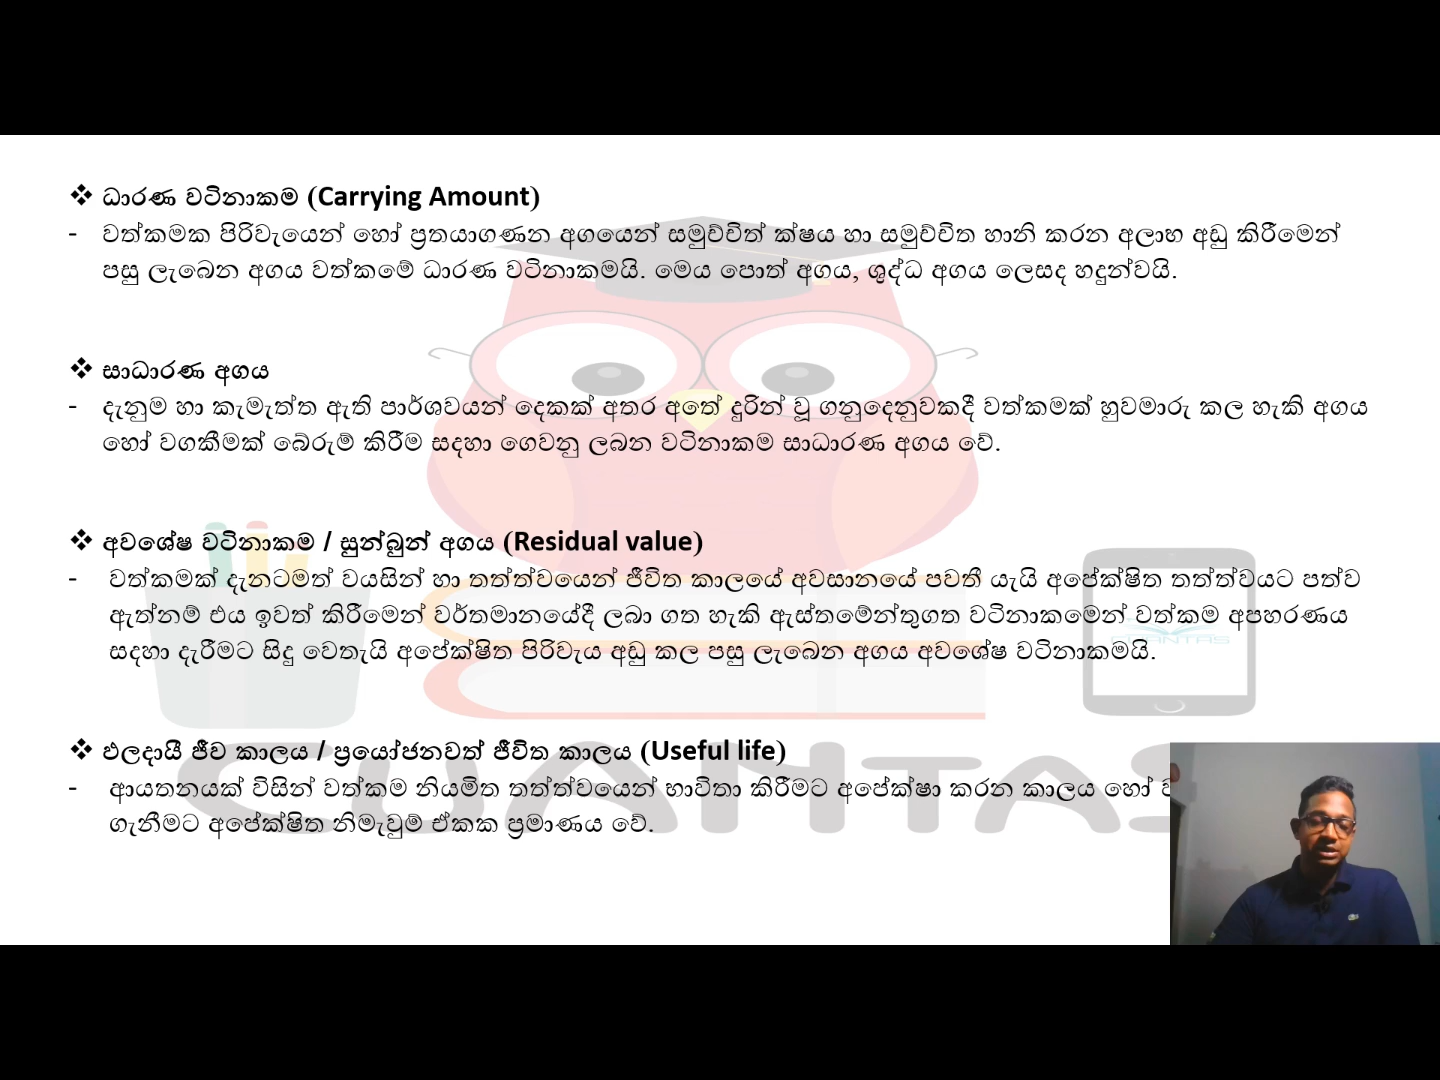 ❖ ධාරණ වටිනාකම (Carrying Amount)
- වත්කමක පිරිවැයෙන් හෝ ප්‍රත්‍යාගණන අගයෙන් සමුච්චිත් ක්ෂය හා සමුච්චිත හානි කරන අලාභ අඩු කිරීමෙන්
පසු ලැබෙන අගය වත්කමේ ධාරණ වටිනාකමයි. මෙය පොත් අගය, ශුද්ධ අගය ලෙසද හදුන්වයි.
❖ සාධාරණ අගය
- දැනුම හා කැමැත්ත ඇති පාර්ශවයන් දෙකක් අතර අතේ දුරින් වූ ගනුදෙනුවකදී වත්කමක් හුවමාරු කල හැකි අගය
හෝ වගකීමක් බේරුම් කිරීම සදහා ගෙවනු ලබන වටිනාකම සාධාරණ අගය වේ.
❖ අවශේෂ වටිනාකම / සුන්බුන් අගය (Residual value)
- වත්කමක් දැනටමත් වයසින් හා තත්ත්වයෙන් ජීවිත කාලයේ අවසානයේ පවතී යැයි අපේක්ෂිත තත්ත්වයට පත්ව
ඇත්නම් එය ඉවත් කිරීමෙන් වර්තමානයේදී ලබා ගත හැකි ඇස්තමේන්තුගත වටිනාකමෙන් වත්කම අපහරණය
සදහා දැරීමට සිදු වෙතැයි අපේක්ෂිත පිරිවැය අඩු කල පසු ලැබෙන අගය අවශේෂ වටිනාකමයි.
❖ ඵලදායී ජීව කාලය / ප්‍රයෝජනවත් ජීවිත කාලය (Useful life)
- ආයතනයක් විසින් වත්කම නියමිත තත්ත්වයෙන් භාවිතා කිරීමට අපේක්ෂා කරන කාලය හෝ
ගැනීමට අපේක්ෂිත නිමැවුම් ඒකක ප්‍රමාණය වේ.